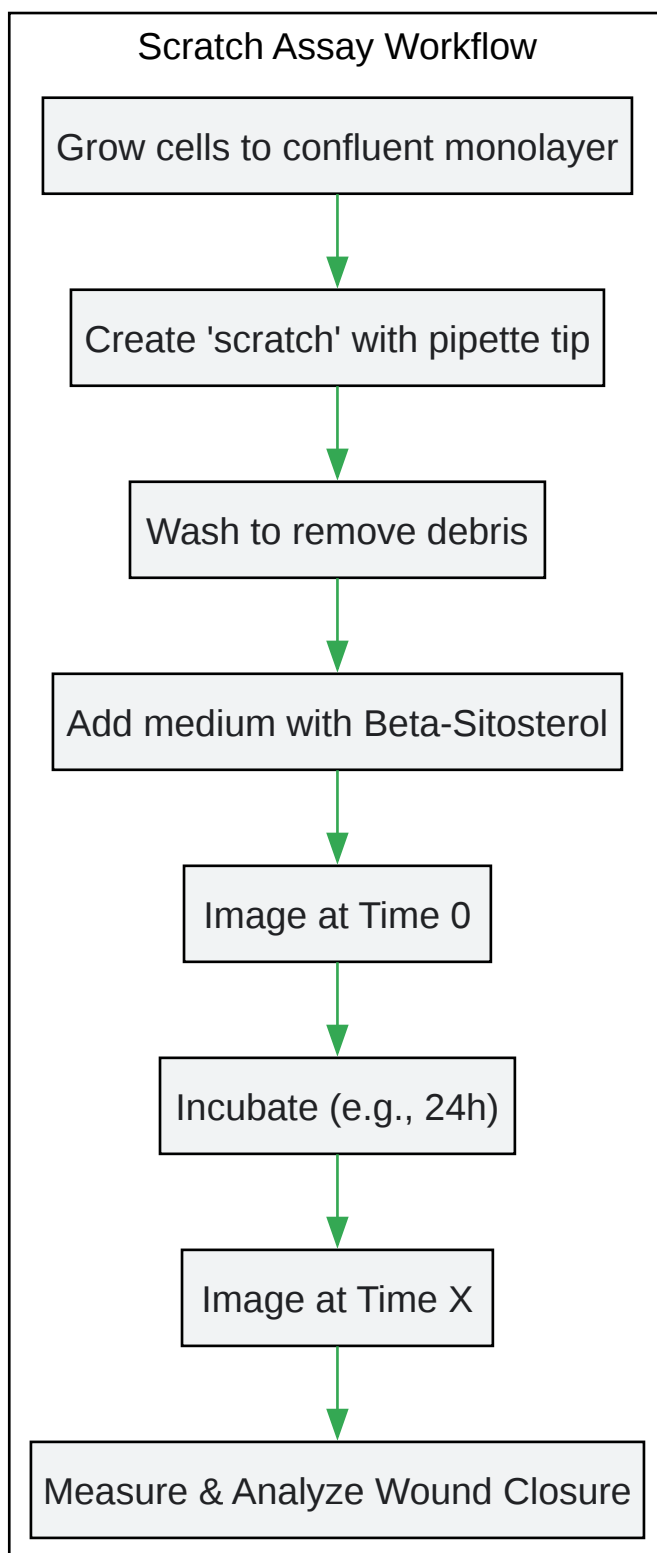 Scratch Assay Workflow
Grow cells to confluent monolayer
Create 'scratch' with pipette tip
Wash to remove debris
Add medium with Beta-Sitosterol
Image at Time 0
Incubate (e.g., 24h)
Image at Time X
Measure & Analyze Wound Closure